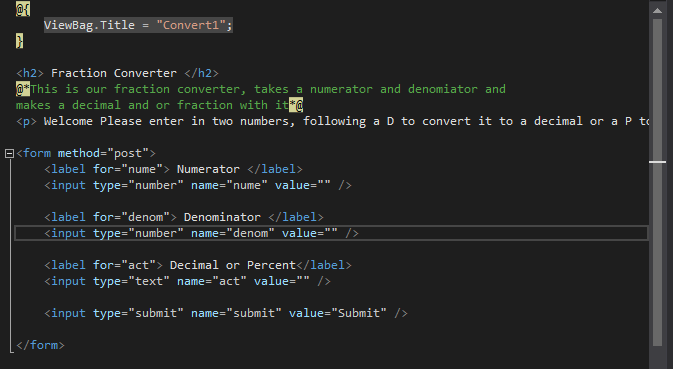 @{
ViewBag.Title = "Convert1";
}
<h2> Fraction Converter </h2>
@*This is our fraction converter, takes a numerator and denomiator and
makes a decimal and or fraction with it*@
<p> Welcome Please enter in two numbers, following a D to convert it to a decimal or a P to
<form method="post">
<label for="nume"> Numerator </label>
<input type="number" name="nume" value="" />
<label for="denom"> Denominator </label>
<input type="number" name="denom" value="" />
<label for="act"> Decimal or Percent</label>
<input type="text" name="act" value="" />
<input type="submit" name="submit" value="Submit" />
</form>